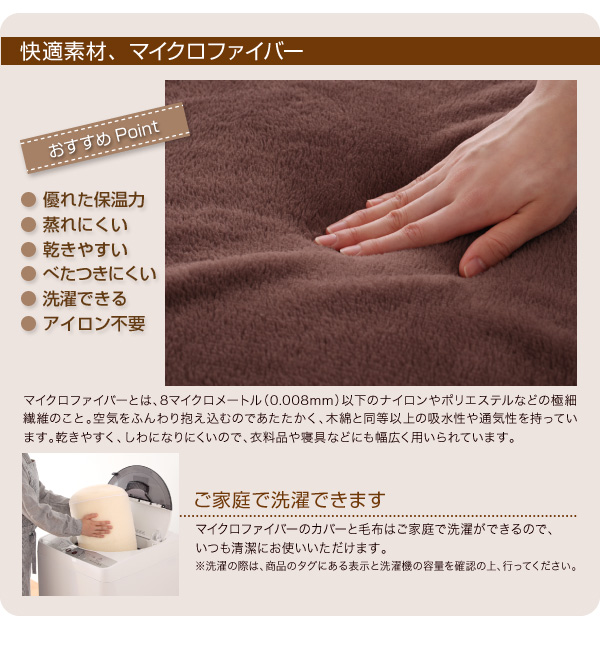 快適素材、マイクロファイバー
おすすめ Point
優れた保温力
蒸れにくい
乾きやすい
べたつきにくい
洗濯できる
アイロン不要
マイクロファイバーとは、8マイクロメートル（0.008mm）以下のナイロンやポリエステルなどの極細
繊維のこと。空気をふんわり抱え込むのであたたかく、木綿と同等以上の吸水性や通気性を持ってい
ます。乾きやすく、しわになりにくいので、衣料品や寝具などにも幅広く用いられています。
ご家庭で洗濯できます
マイクロファイバーのカバーと毛布はご家庭で洗濯ができるので、
いつも清潔にお使いいただけます。
※洗濯の際は、商品のタグにある表示と洗濯機の容量を確認の上、行ってください。